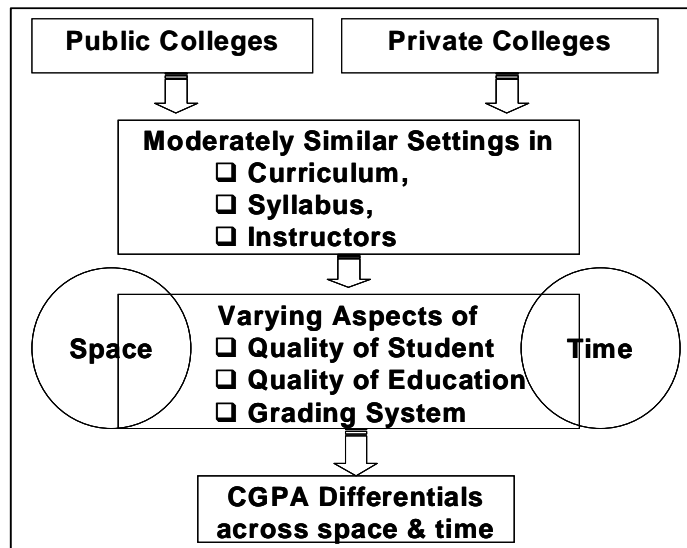 Public Colleges
Private Colleges
Moderately Similar Settings in
❑ Curriculum,
❑ Syllabus,
❑ Instructors
Space
Varying Aspects of
❑ Quality of Student
❑ Quality of Education
❑ Grading System
Time
CGPA Differentials
across space & time